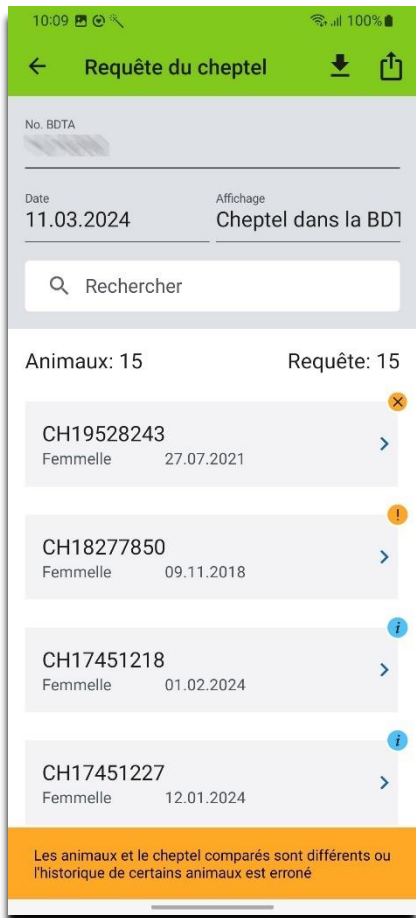 10:09 100%
Requête du cheptel
No. BDTA
Date Affichage
11.03.2024 Cheptel dans la BDT
Rechercher
Animaux: 15 Requête: 15
CH19528243
Femmelle 27.07.2021
CH18277850
Femmelle 09.11.2018
CH17451218
Femmelle 01.02.2024
CH17451227
Femmelle 12.01.2024
Les animaux et le cheptel comparés sont différents ou
l'historique de certains animaux est erroné